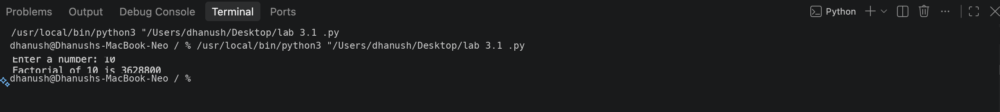 Problems Output Debug Console Terminal Ports Python
/usr/local/bin/python3 "/Users/dhanush/Desktop/lab 3.1 .py
dhanush@Dhanushs-MacBook-Neo / % /usr/local/bin/python3 "/Users/dhanush/Desktop/lab 3.1 .py
Enter a number: 10
Factorial of 10 is 3628800
dhanush@Dhanushs-MacBook-Neo / %